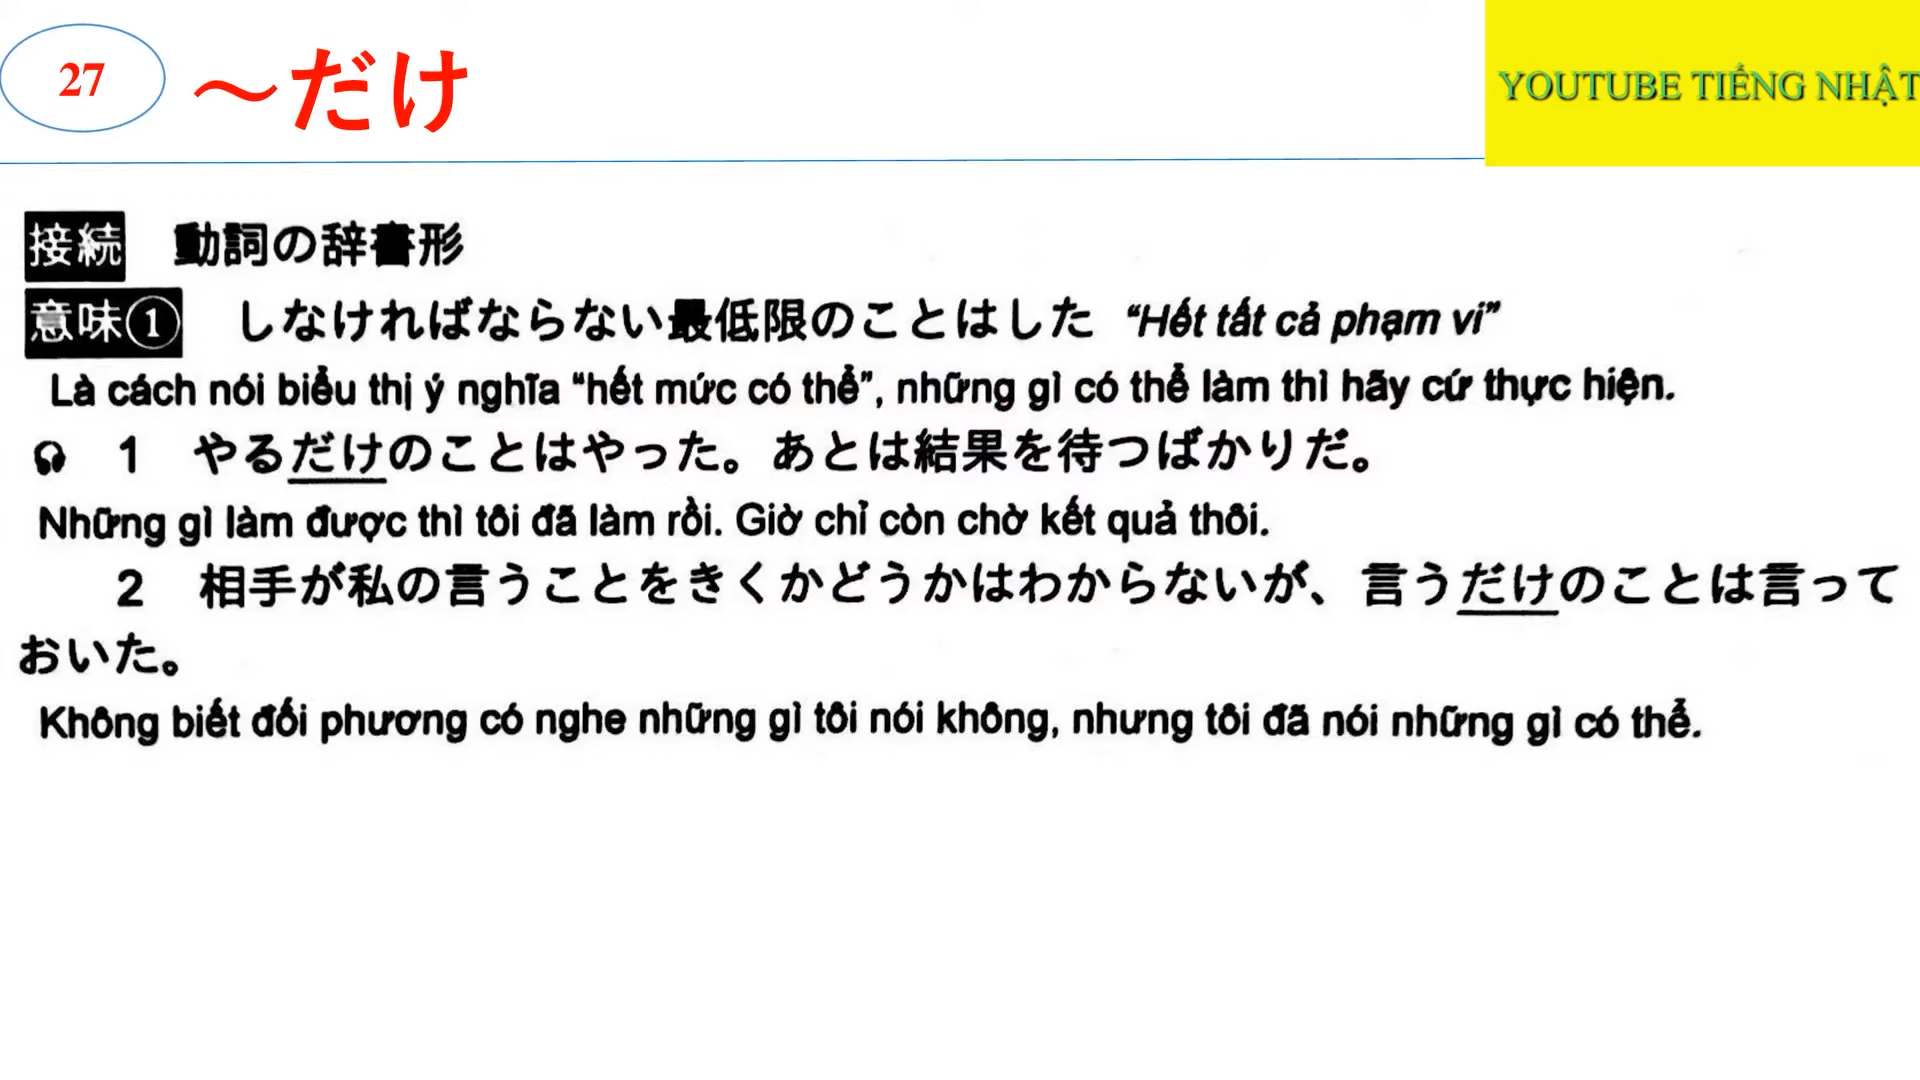 27 ～だけ
YOUTUBE TIẾNG NHẬT
接続 動詞の辞書形
意味① しなければならない最低限のことはした “Hết tất cả phạm vi”
Là cách nói biểu thị ý nghĩa “hết mức có thể”, những gì có thể làm thì hãy cứ thực hiện.
1 やるだけのことはやった。あとは結果を待つばかりだ。
Những gì làm được thì tôi đã làm rồi. Giờ chỉ còn chờ kết quả thôi.
2 相手が私の言うことをきくかどうかはわからないが、言うだけのことは言って
おいた。
Không biết đối phương có nghe những gì tôi nói không, nhưng tôi đã nói những gì có thể.